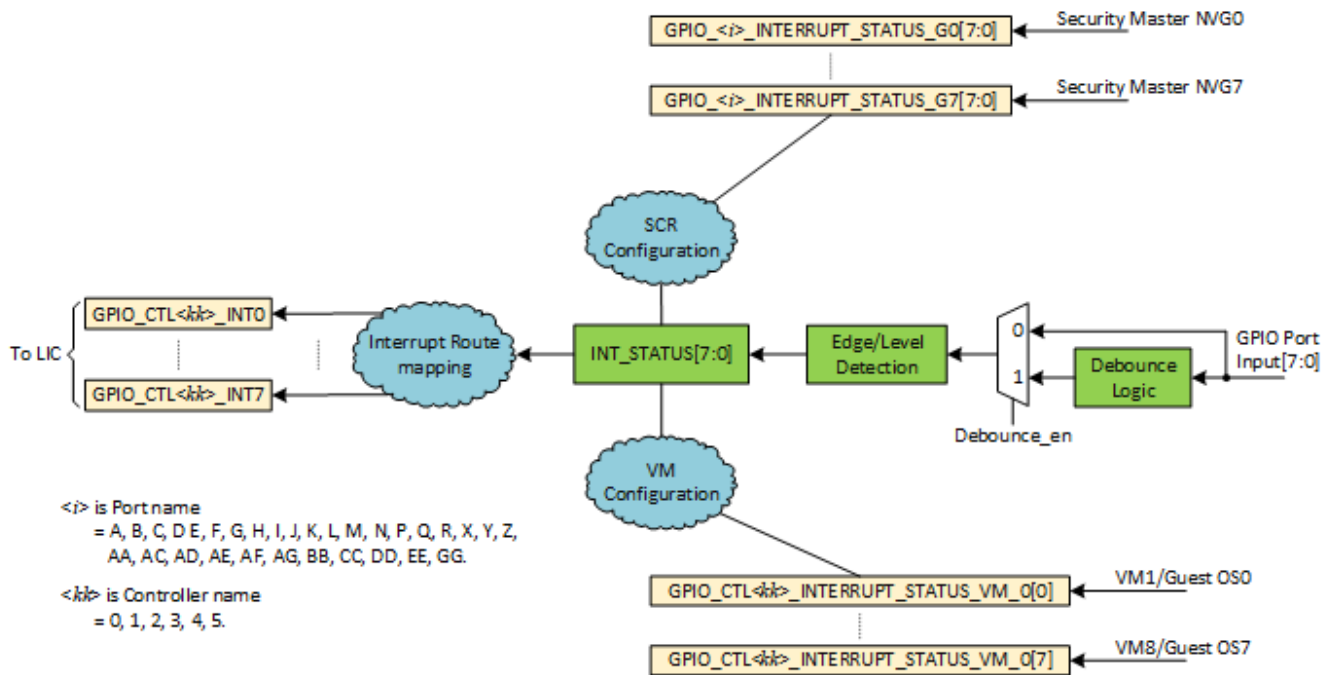 GPIO_<i>_INTERRUPT_STATUS_G0[7:0]
Security Master NVG0
GPIO_<i>_INTERRUPT_STATUS_G7[7:0]
Security Master NVG7
SCR
Configuration
GPIO_CTL<kk>_INT0
To LIC
GPIO_CTL<kk>_INT7
Interrupt Route
mapping
INT_STATUS[7:0]
Edge/Level
Detection
0
1
Debounce_en
Debounce
Logic
GPIO Port
Input[7:0]
VM
Configuration
<i> is Port name
= A, B, C, D E, F, G, H, I, J, K, L, M, N, P, Q, R, X, Y, Z,
AA, AC, AD, AE, AF, AG, BB, CC, DD, EE, GG.
<kk> is Controller name
= 0, 1, 2, 3, 4, 5.
GPIO_CTL<kk>_INTERRUPT_STATUS_VM_0[0]
VM1/Guest OS0
GPIO_CTL<kk>_INTERRUPT_STATUS_VM_0[7]
VM8/Guest OS7